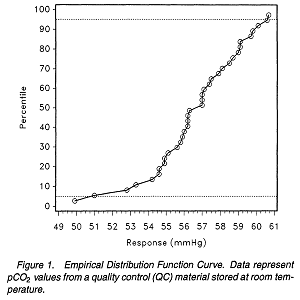 100
90
80
70
60
50
40
30
20
10
0
Percentile
49 50 51 52 53 54 55 56 57 58 59 60 61
Response (mmHg)
Figure 1. Empirical Distribution Function Curve. Data represent
pCO2 values from a quality control (QC) material stored at room tem-
perature.